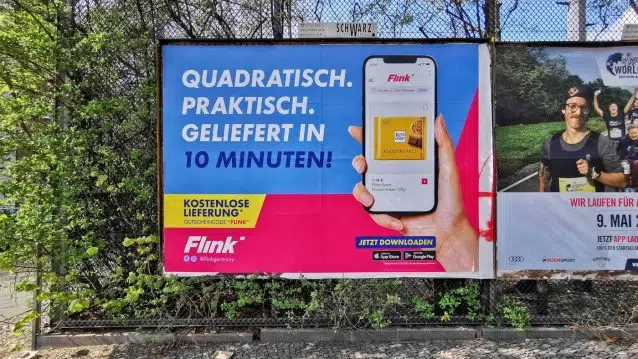 SCHWARZ
QUADRATISCH.
PRAKTISCH.
GELIEFERT IN
10 MINUTEN!
KOSTENLOSE
LIEFERUNG*
GUTSCHEINCODE "FLINK"
Flink
@flinkgermany
Flink
JETZT DOWNLOADEN
App Store
Google Play
WORLD
WIR LAUFEN FÜR
9. MAI
JETZT APP
INTERSPORT